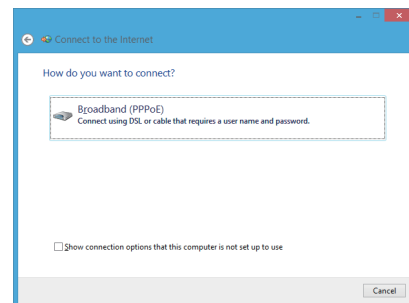 Connect to the Internet
How do you want to connect?
Broadband (PPPoE)
Connect using DSL or cable that requires a user name and password.
Show connection options that this computer is not set up to use
Cancel